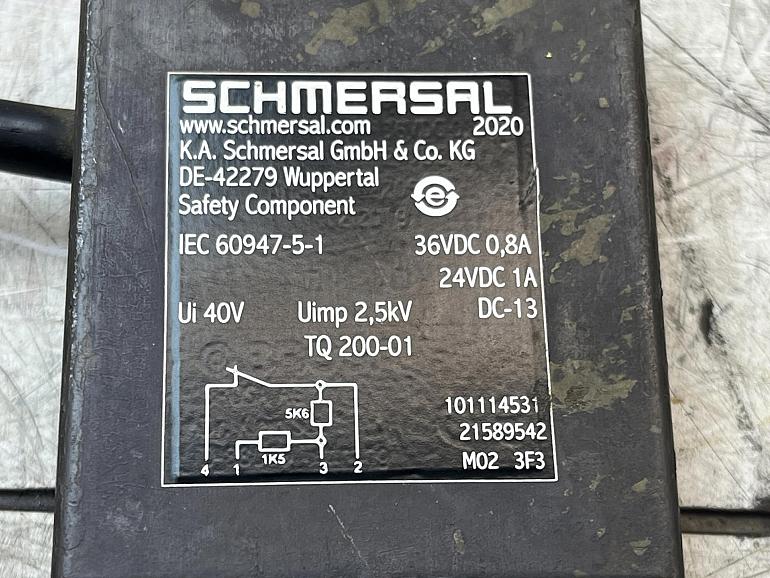 SCHMERSAL
www.schmersal.com 2020
K.A. Schmersal GmbH & Co. KG
DE-42279 Wuppertal
Safety Component e
IEC 60947-5-1 36VDC 0,8A
24VDC 1A
Ui 40V Uimp 2,5kV DC-13
TQ 200-01
101114531
5K6
21589542
1K5
4 1 3 2
M02 3F3